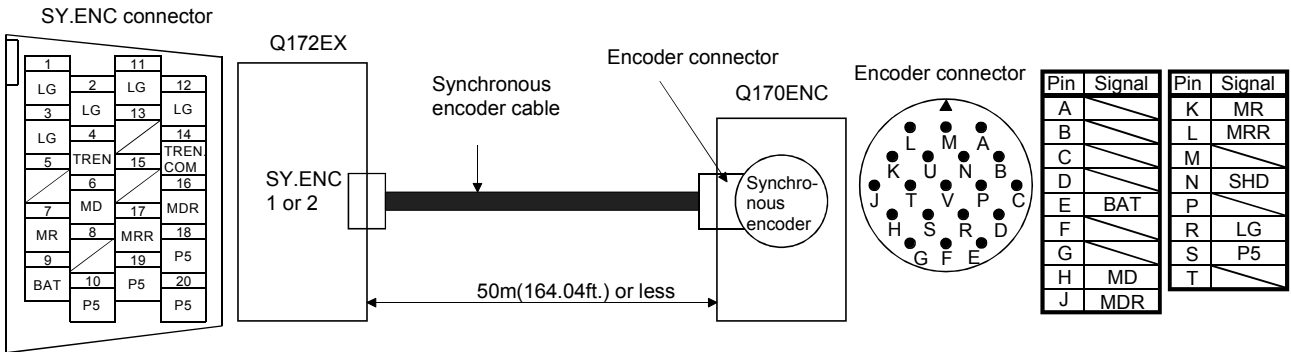 SY.ENC connector
1
LG
2
LG
3
LG
4
TREN
5
6
MD
7
MR
8
9
BAT
10
P5
11
LG
12
LG
13
14
TREN.
COM
15
16
MDR
17
MRR
18
P5
19
P5
20
P5
Q172EX
SY.ENC
1 or 2
Synchronous
encoder cable
Encoder connector
Q170ENC
Synchro-
nous
encoder
50m(164.04ft.) or less
Encoder connector
L M A
K U N B
J T V P C
H S R D
G F E
Pin Signal
A
B
C
D
E BAT
F
G
H MD
J MDR
Pin Signal
K MR
L MRR
M
N SHD
P
R LG
S P5
T